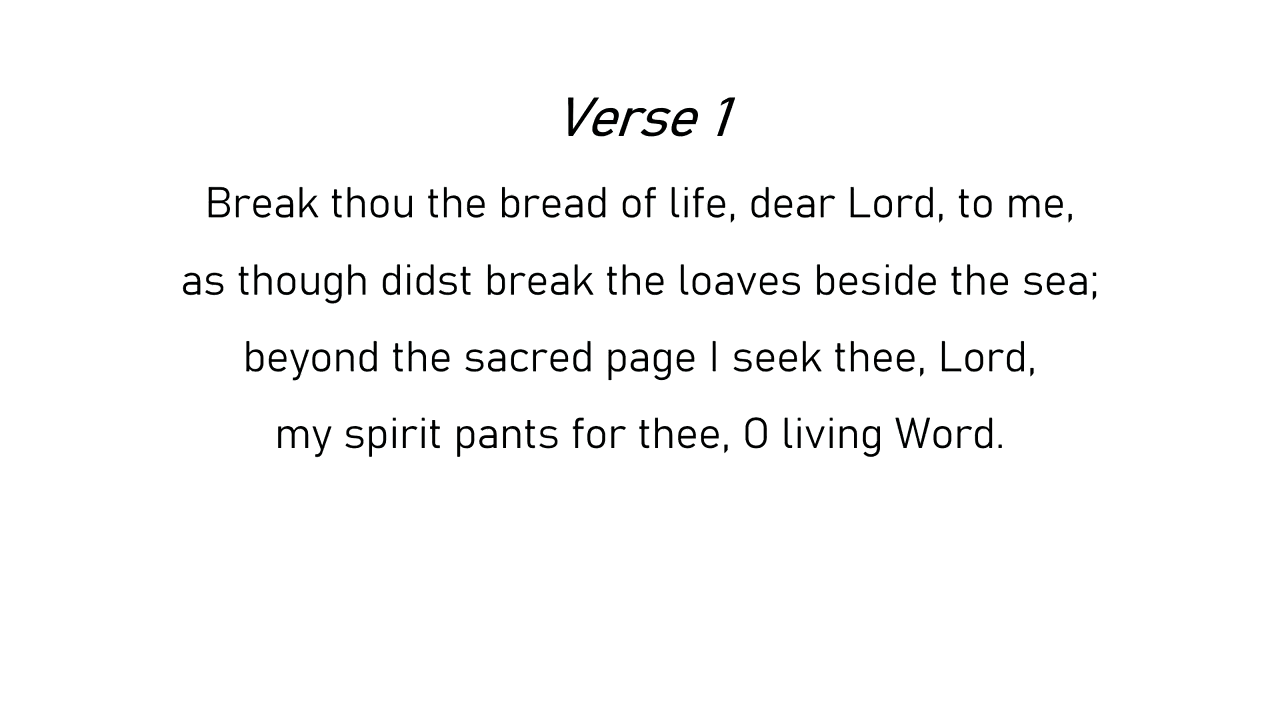 Verse 1
Break thou the bread of life, dear Lord, to me,
as though didst break the loaves beside the sea;
beyond the sacred page I seek thee, Lord,
my spirit pants for thee, O living Word.